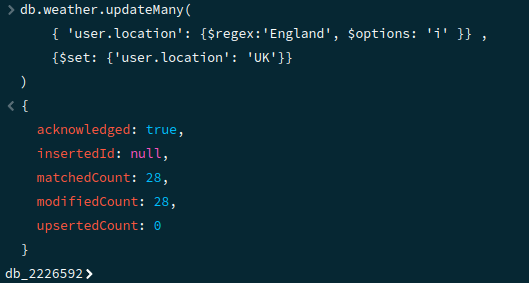 > db.weather.updateMany(
{ 'user.location': {$regex:'England', $options: 'i' }} ,
{$set: {'user.location': 'UK'}}
)
< {
acknowledged: true,
insertedId: null,
matchedCount: 28,
modifiedCount: 28,
upsertedCount: 0
}
db_2226592>